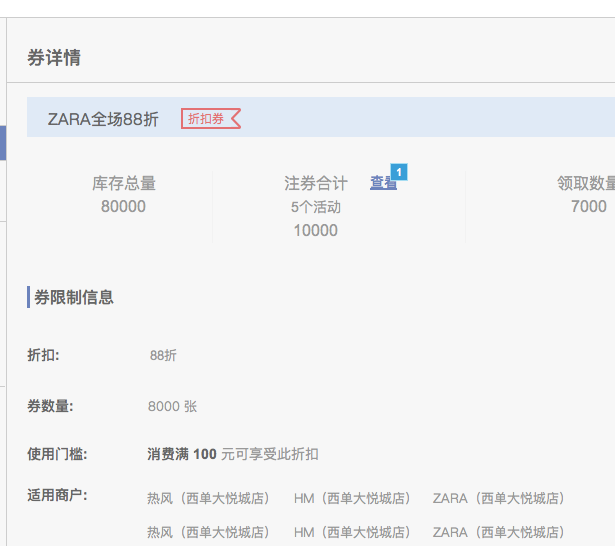 券详情
ZARA全场88折 折扣券
库存总量 注券合计 查看 1 领取数量
80000 5个活动 7000
10000
券限制信息
折扣: 88折
券数量: 8000 张
使用门槛: 消费满 100 元可享受此折扣
适用商户: 热风（西单大悦城店） HM（西单大悦城店） ZARA（西单大悦城店）
热风（西单大悦城店） HM（西单大悦城店） ZARA（西单大悦城店）